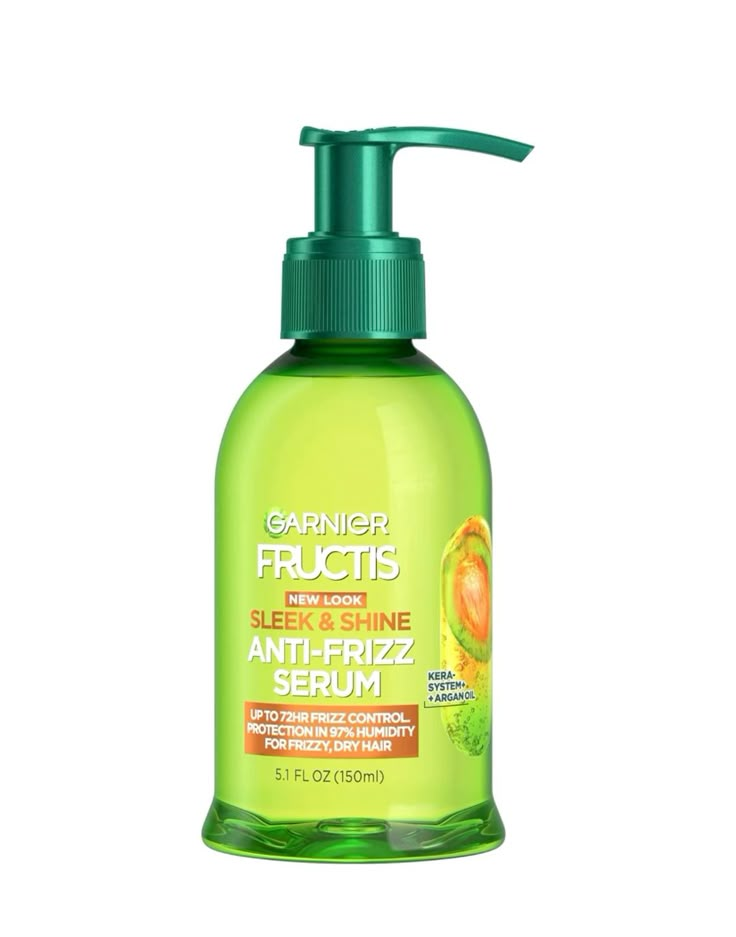 GARNIER
FRUCTIS
NEW LOOK
SLEEK & SHINE
ANTI-FRIZZ
SERUM
UP TO 72HR FRIZZ CONTROL.
PROTECTION IN 97% HUMIDITY
FOR FRIZZY, DRY HAIR
5.1 FL OZ (150ml)
KERA-
SYSTEM+
+ARGAN OIL